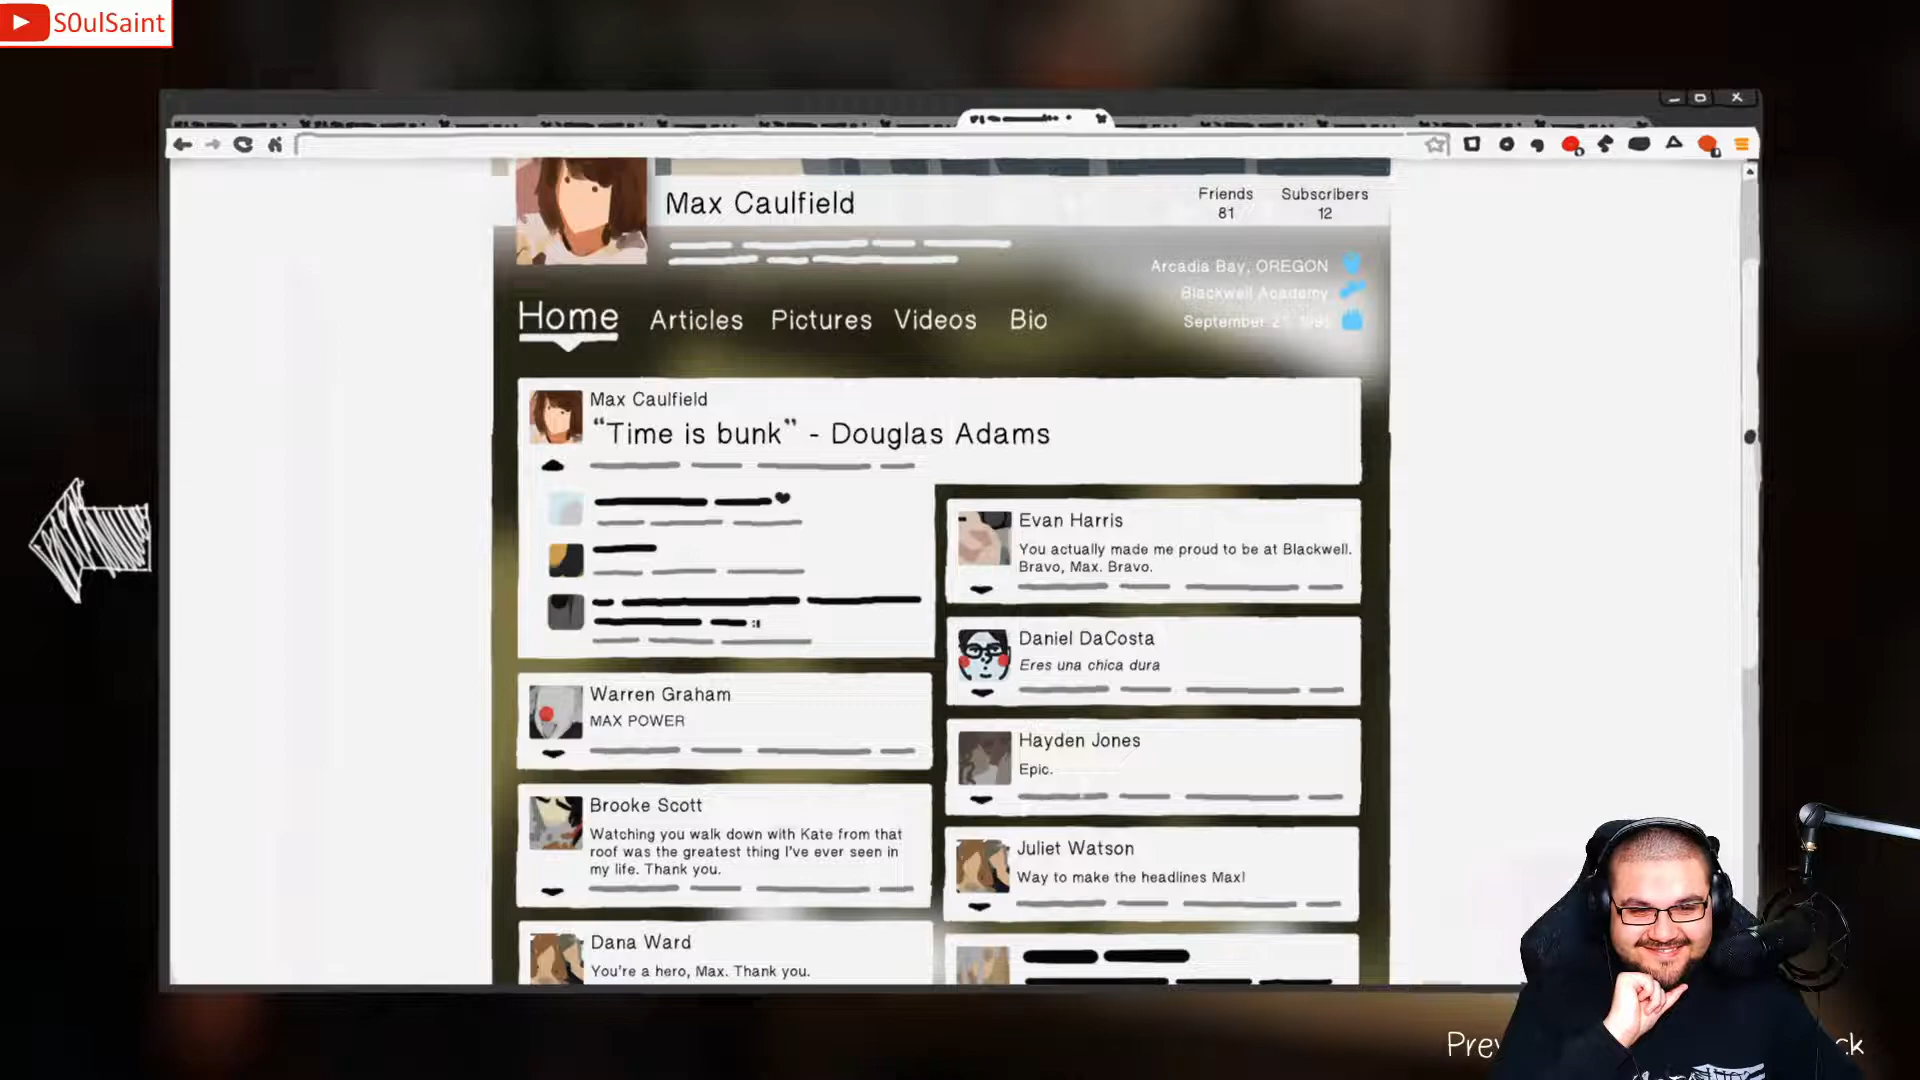 S0ulSaint
Max Caulfield
Friends
81
Subscribers
12
Arcadia Bay, OREGON
Blackwell Academy
September
Home
Articles
Pictures
Videos
Bio
Max Caulfield
“Time is bunk” - Douglas Adams
Warren Graham
MAX POWER
Brooke Scott
Watching you walk down with Kate from that
roof was the greatest thing I've ever seen in
my life. Thank you.
Dana Ward
You're a hero, Max. Thank you.
Evan Harris
You actually made me proud to be at Blackwell.
Bravo, Max. Bravo.
Daniel DaCosta
Eres una chica dura
Hayden Jones
Epic.
Juliet Watson
Way to make the headlines Max!